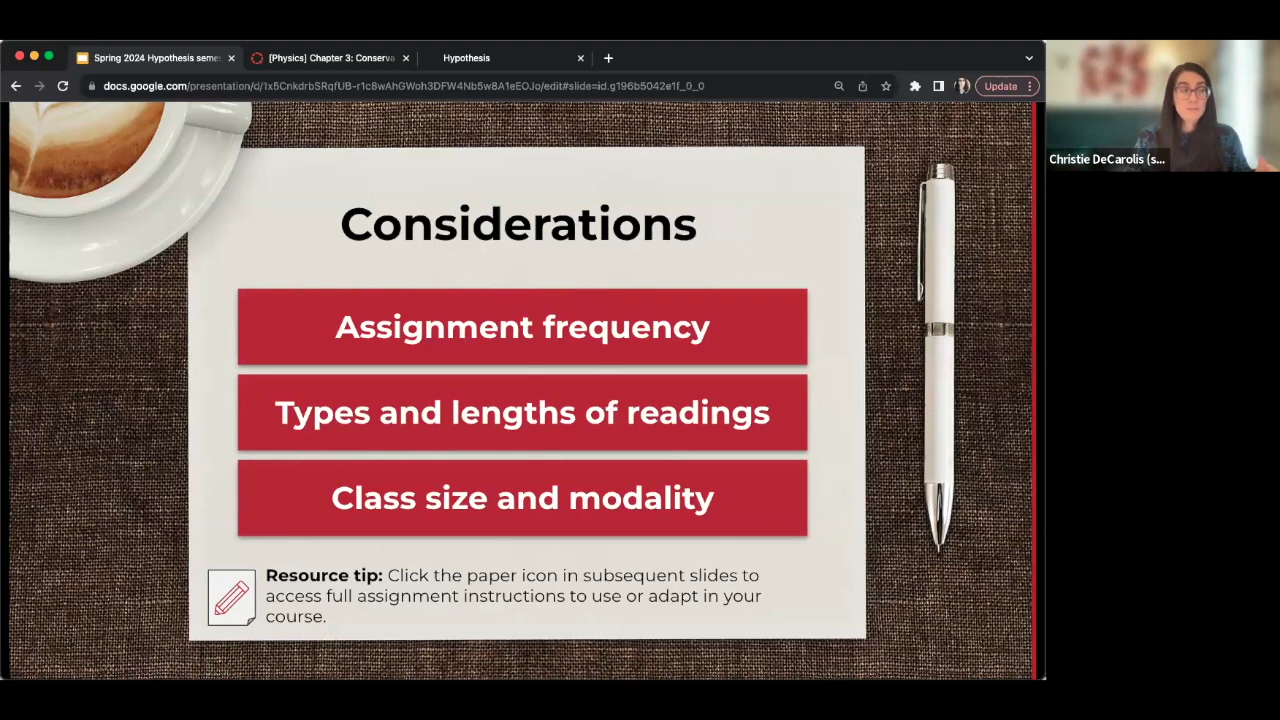 Spring 2024 Hypothesis seme
[Physics] Chapter 3: Conserva
Hypothesis
docs.google.com/presentation/d/1x5CnkdrbSRqfUB-r1c8wAhGWoh3DFW4Nb5w8A1eEOJo/edit#slide=id.g196b5042e1f_0_0
Update
Christie DeCarolis (s...
Considerations
Assignment frequency
Types and lengths of readings
Class size and modality
Resource tip: Click the paper icon in subsequent slides to
access full assignment instructions to use or adapt in your
course.